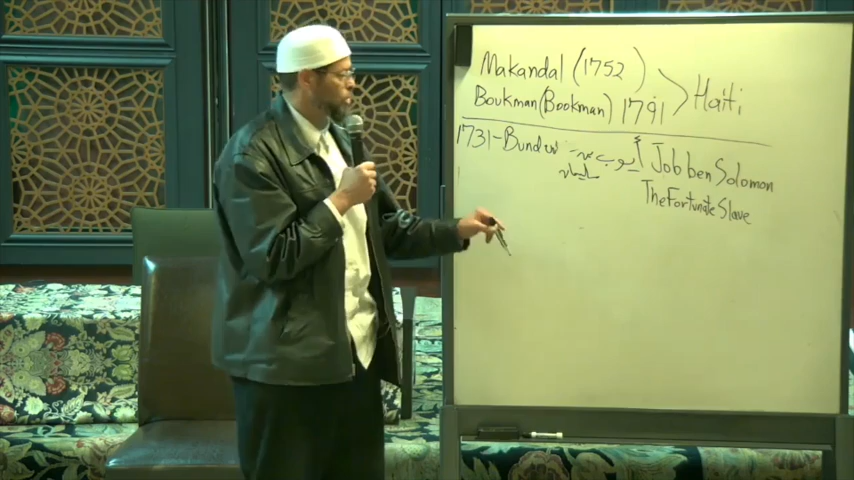 Makandal (1752)
Boukman (Bookman) 1791 > Haiti
1731-Bundu أيوب بن Job ben Solomon
سليمان The Fortunate Slave